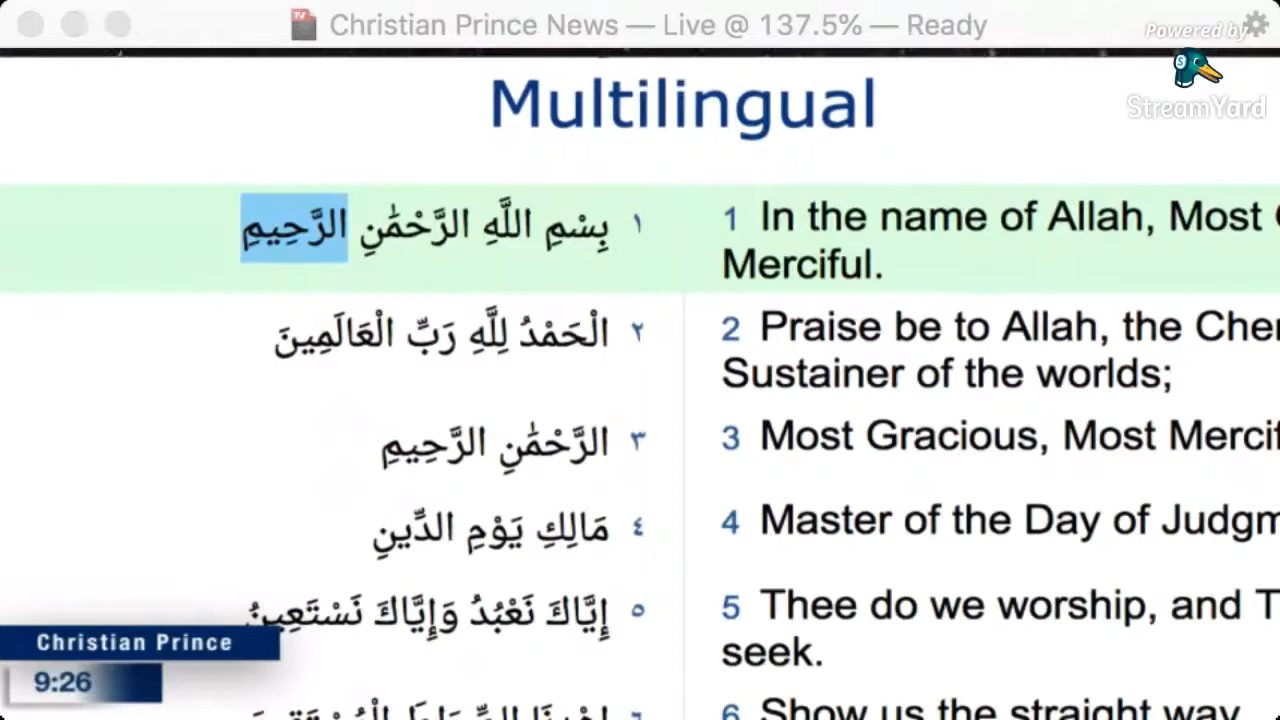 Christian Prince News — Live @ 137.5% — Ready
Powered by
StreamYard
Multilingual
بِسْمِ اللَّهِ الرَّحْمَٰنِ الرَّحِيمِ ١
1 In the name of Allah, Most
Merciful.
الْحَمْدُ لِلَّهِ رَبِّ الْعَالَمِينَ ٢
2 Praise be to Allah, the
Sustainer of the worlds;
الرَّحْمَٰنِ الرَّحِيمِ ٣
3 Most Gracious, Most
مَالِكِ يَوْمِ الدِّينِ ٤
4 Master of the Day of
إِيَّاكَ نَعْبُدُ وَإِيَّاكَ نَسْتَعِينُ ٥
5 Thee do we worship, and
seek.
6 Show us the straight way
Christian Prince
9:26